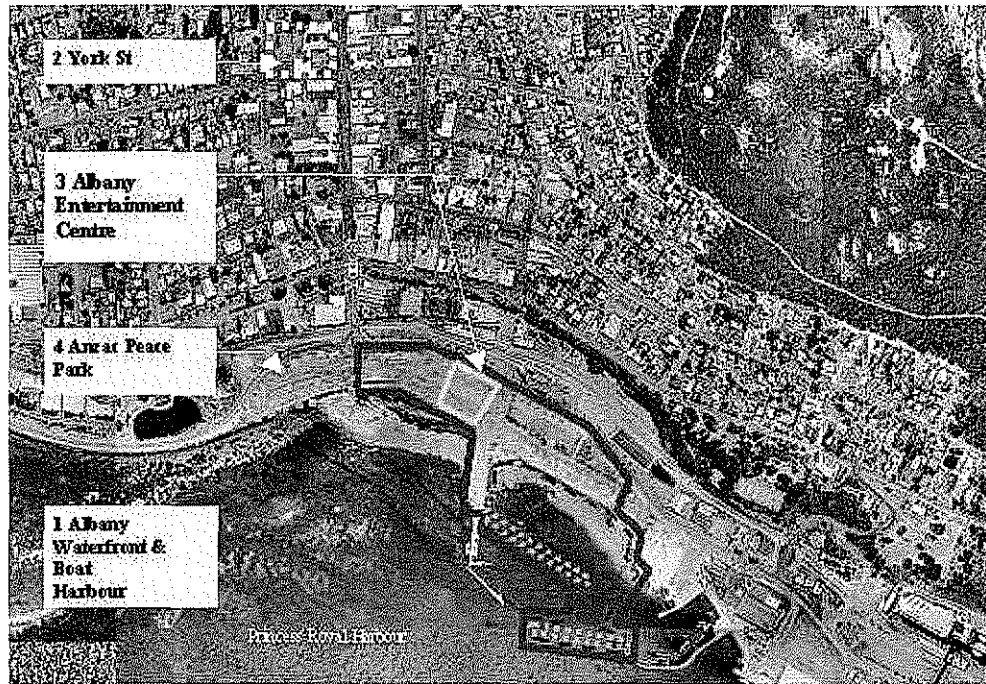 2 York St
3 Albany
Entertainment
Centre
4 Anzac Peace
Park
1 Albany
Waterfront &
Boat
Harbour
Princess Royal Harbour